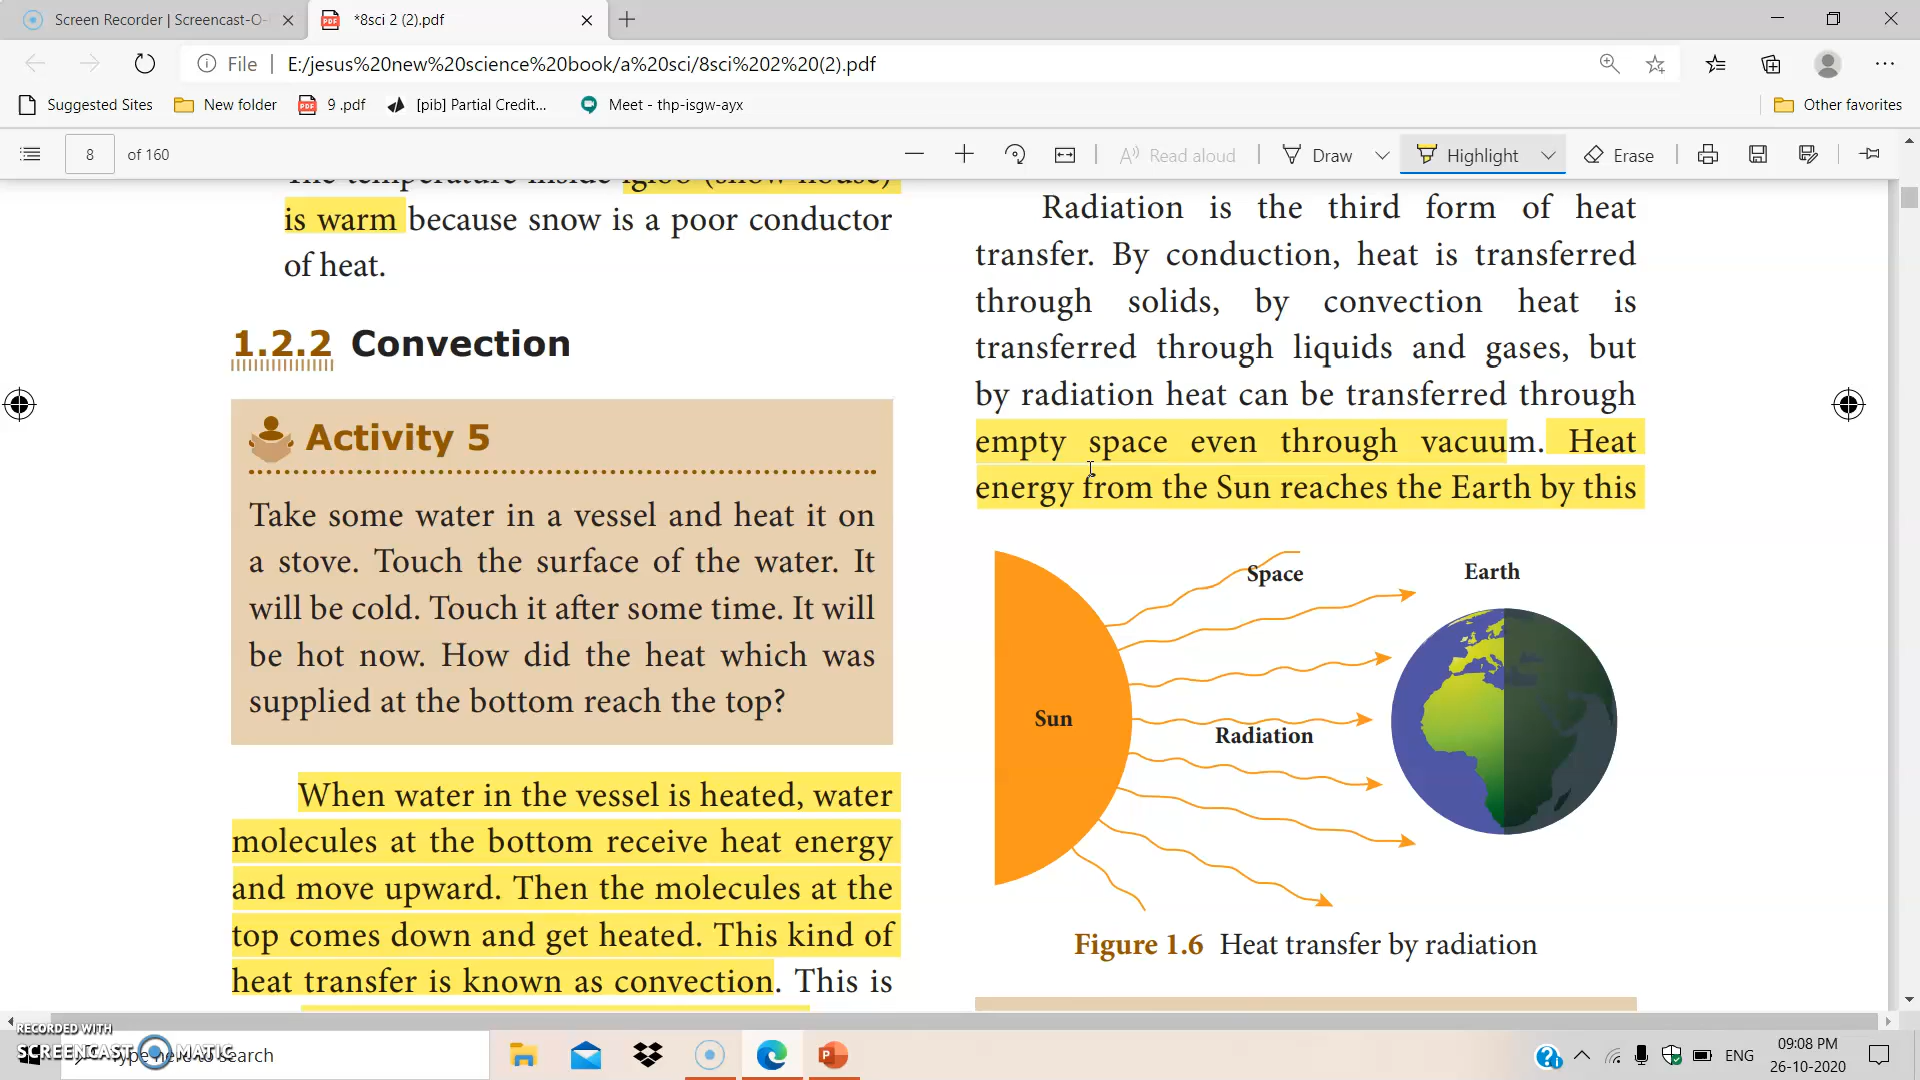 Screen Recorder | Screencast-O-
*8sci 2 (2).pdf
File
E:/jesus%20new%20science%20book/a%20sci/8sci%202%20(2).pdf
Suggested Sites
New folder
9 .pdf
[pib] Partial Credit...
Meet - thp-isgw-ayx
Other favorites
8 of 160
Read aloud
Draw
Highlight
Erase
The temperature inside igloo (snow house)
is warm because snow is a poor conductor
of heat.
1.2.2 Convection
Activity 5
Take some water in a vessel and heat it on
a stove. Touch the surface of the water. It
will be cold. Touch it after some time. It will
be hot now. How did the heat which was
supplied at the bottom reach the top?
When water in the vessel is heated, water
molecules at the bottom receive heat energy
and move upward. Then the molecules at the
top comes down and get heated. This kind of
heat transfer is known as convection. This is
Radiation is the third form of heat
transfer. By conduction, heat is transferred
through solids, by convection heat is
transferred through liquids and gases, but
by radiation heat can be transferred through
empty space even through vacuum. Heat
energy from the Sun reaches the Earth by this
Space
Earth
Sun
Radiation
Figure 1.6 Heat transfer by radiation
RECORDED WITH
SCREENCAST MATIC
Type here to search
ENG
09:08 PM
26-10-2020